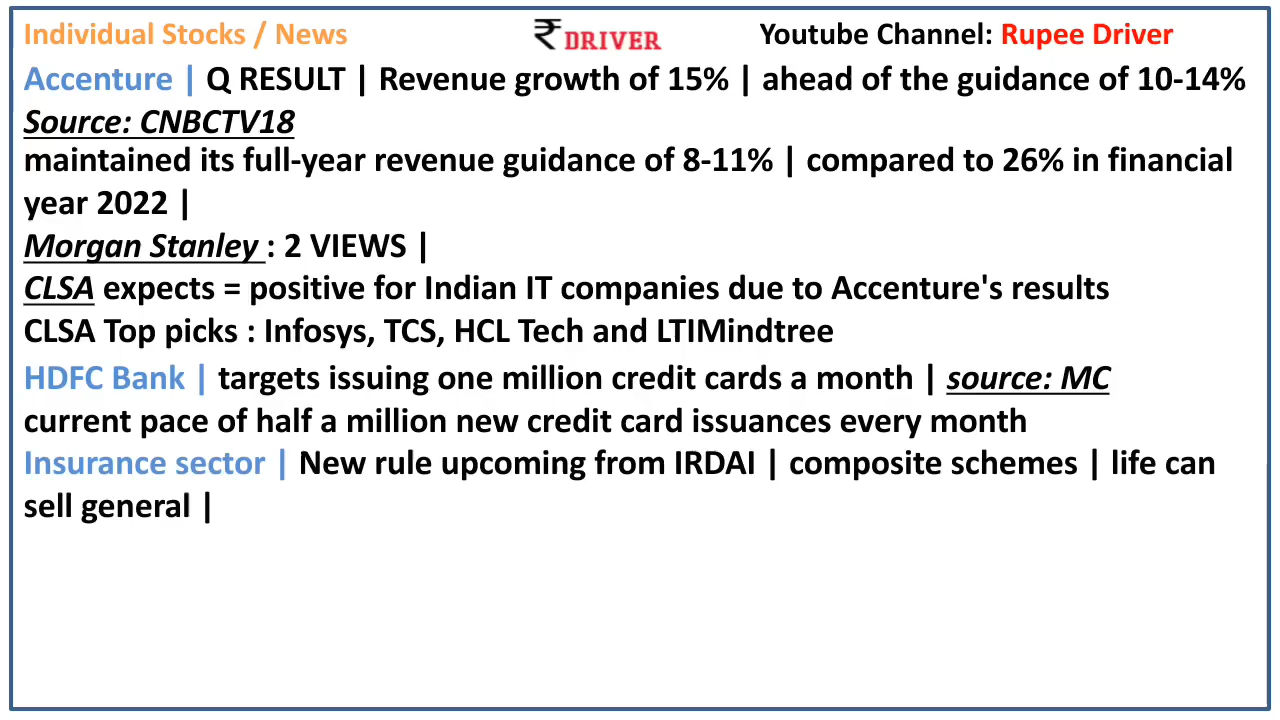 Individual Stocks / News ₹ DRIVER Youtube Channel: Rupee Driver
Accenture | Q RESULT | Revenue growth of 15% | ahead of the guidance of 10-14%
Source: CNBCTV18
maintained its full-year revenue guidance of 8-11% | compared to 26% in financial
year 2022 |
Morgan Stanley : 2 VIEWS |
CLSA expects = positive for Indian IT companies due to Accenture's results
CLSA Top picks : Infosys, TCS, HCL Tech and LTIMindtree
HDFC Bank | targets issuing one million credit cards a month | source: MC
current pace of half a million new credit card issuances every month
Insurance sector | New rule upcoming from IRDAI | composite schemes | life can
sell general |